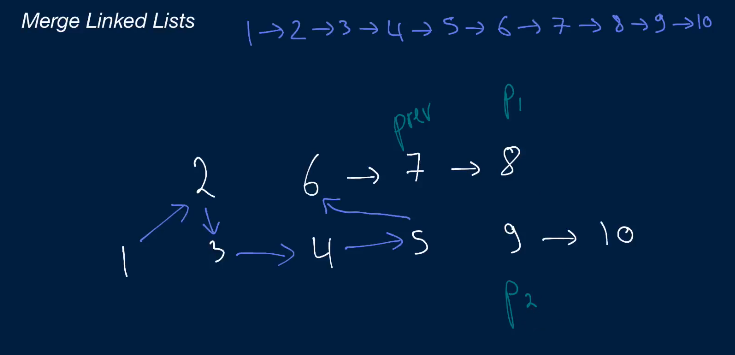 Merge Linked Lists
1 → 2 → 3 → 4 → 5 → 6 → 7 → 8 → 9 → 10
prev p1
2 6 → 7 → 8
1 3 → 4 → 5 9 → 10
p2